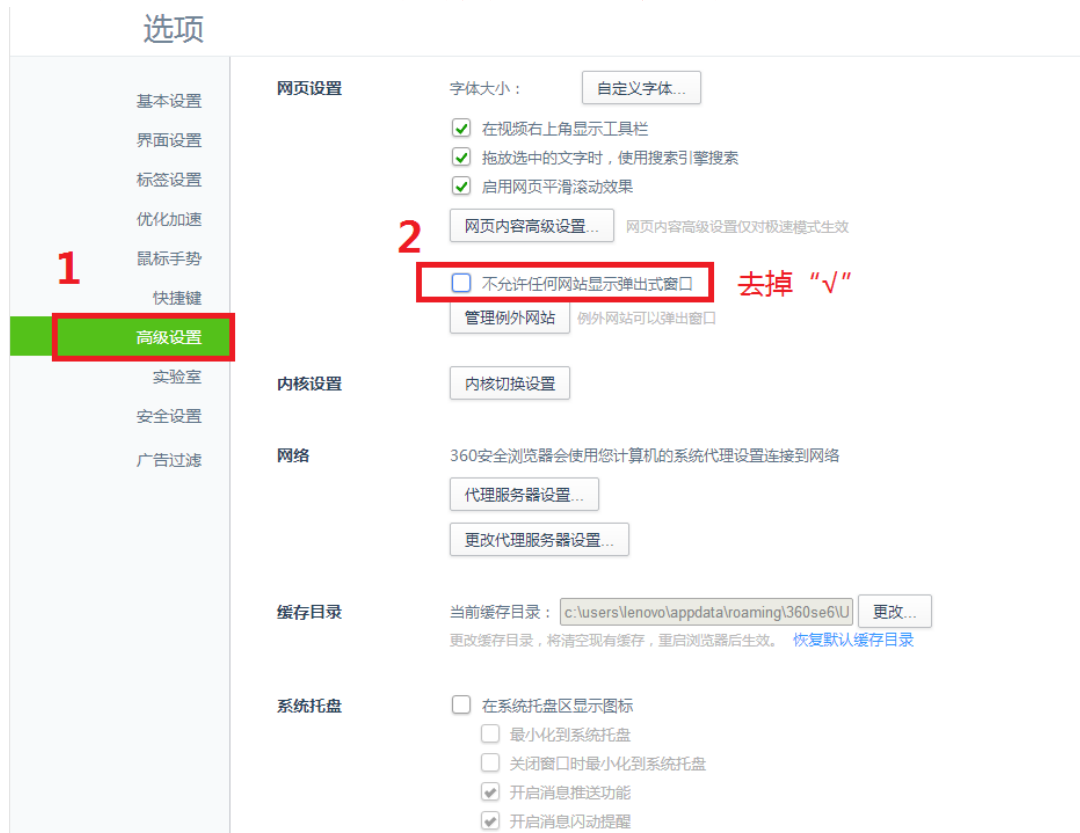 选项
基本设置
界面设置
标签设置
优化加速
鼠标手势
快捷键
高级设置
实验室
安全设置
广告过滤
1
网页设置
字体大小：
自定义字体...
在视频右上角显示工具栏
拖放选中的文字时，使用搜索引擎搜索
启用网页平滑滚动效果
网页内容高级设置...
网页内容高级设置仅对极速模式生效
2
不允许任何网站显示弹出式窗口
去掉“√”
管理例外网站
例外网站可以弹出窗口
内核设置
内核切换设置
网络
360安全浏览器会使用您计算机的系统代理设置连接到网络
代理服务器设置...
更改代理服务器设置...
缓存目录
当前缓存目录：
c:\users\lenovo\appdata\roaming\360se6\U
更改...
更改缓存目录，将清空现有缓存，重启浏览器后生效。
恢复默认缓存目录
系统托盘
在系统托盘区显示图标
最小化到系统托盘
关闭窗口时最小化到系统托盘
开启消息推送功能
开启消息闪动提醒